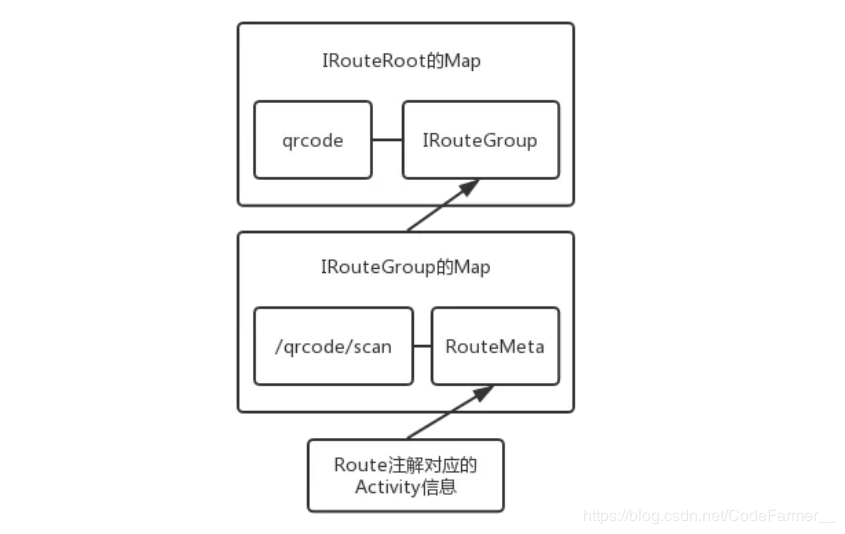 IRouteRoot的Map
qrcode
IRouteGroup
IRouteGroup的Map
/qrcode/scan
RouteMeta
Route注解对应的
Activity信息
https://blog.csdn.net/CodeFarmer__